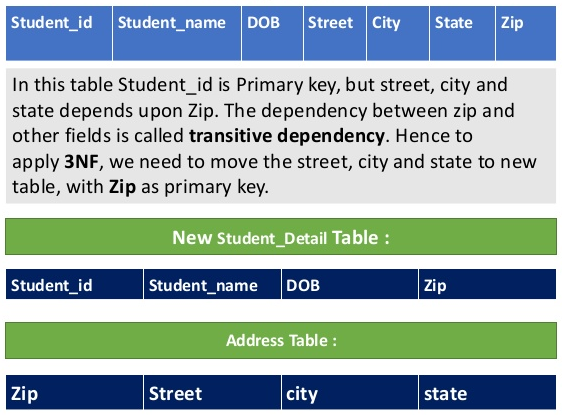 Student_id Student_name DOB Street City State Zip
In this table Student_id is Primary key, but street, city and
state depends upon Zip. The dependency between zip and
other fields is called transitive dependency. Hence to
apply 3NF, we need to move the street, city and state to new
table, with Zip as primary key.
New Student_Detail Table :
Student_id Student_name DOB Zip
Address Table :
Zip Street city state